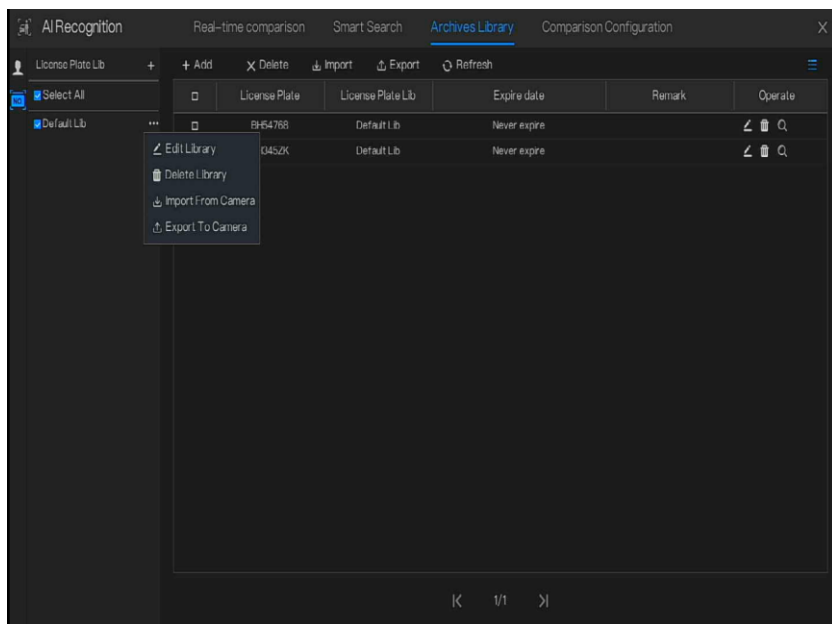 AI Recognition Real-time comparison Smart Search Archives Library Comparison Configuration X
License Plate Lib + + Add X Delete Import Export Refresh
Select All License Plate License Plate Lib Expire date Remark Operate
Default Lib ... BH54768 Default Lib Never expire
Edit Library 345ZK Default Lib Never expire
Delete Library
Import From Camera
Export To Camera
1/1